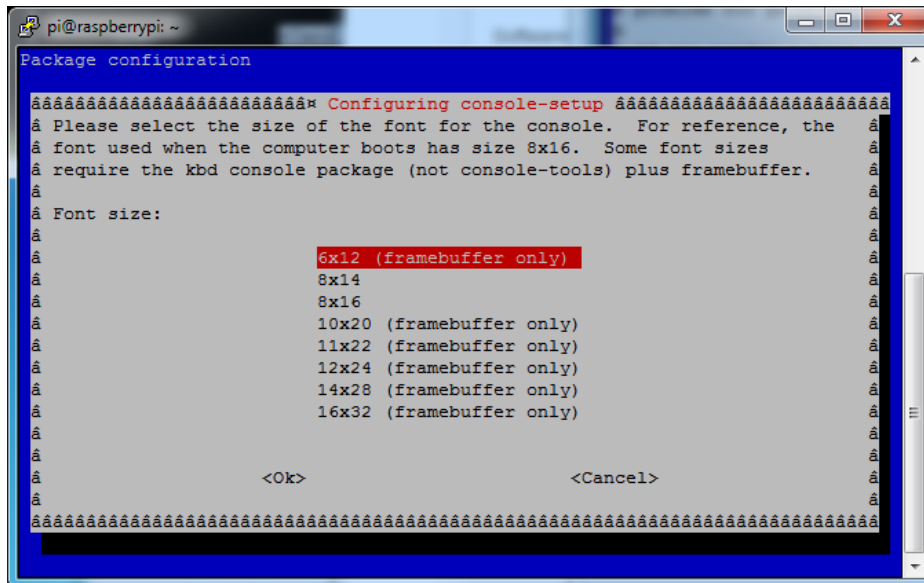 pi@raspberrypi: ~
Package configuration
ââââââââââââââââââââââââââ¤ Configuring console-setup âââââââââââââââââââââââââ
â Please select the size of the font for the console.  For reference, the   â
â font used when the computer boots has size 8x16.  Some font sizes         â
â require the kbd console package (not console-tools) plus framebuffer.     â
â                                                                           â
â Font size:                                                                â
â                                                                           â
â                         6x12 (framebuffer only)                           â
â                         8x14                                              â
â                         8x16                                              â
â                         10x20 (framebuffer only)                          â
â                         11x22 (framebuffer only)                          â
â                         12x24 (framebuffer only)                          â
â                         14x28 (framebuffer only)                          â
â                         16x32 (framebuffer only)                          â
â                                                                           â
â                                                                           â
â                    <Ok>                        <Cancel>                   â
â                                                                           â
âââââââââââââââââââââââââââââââââââââââââââââââââââââââââââââââââââââââââââââ